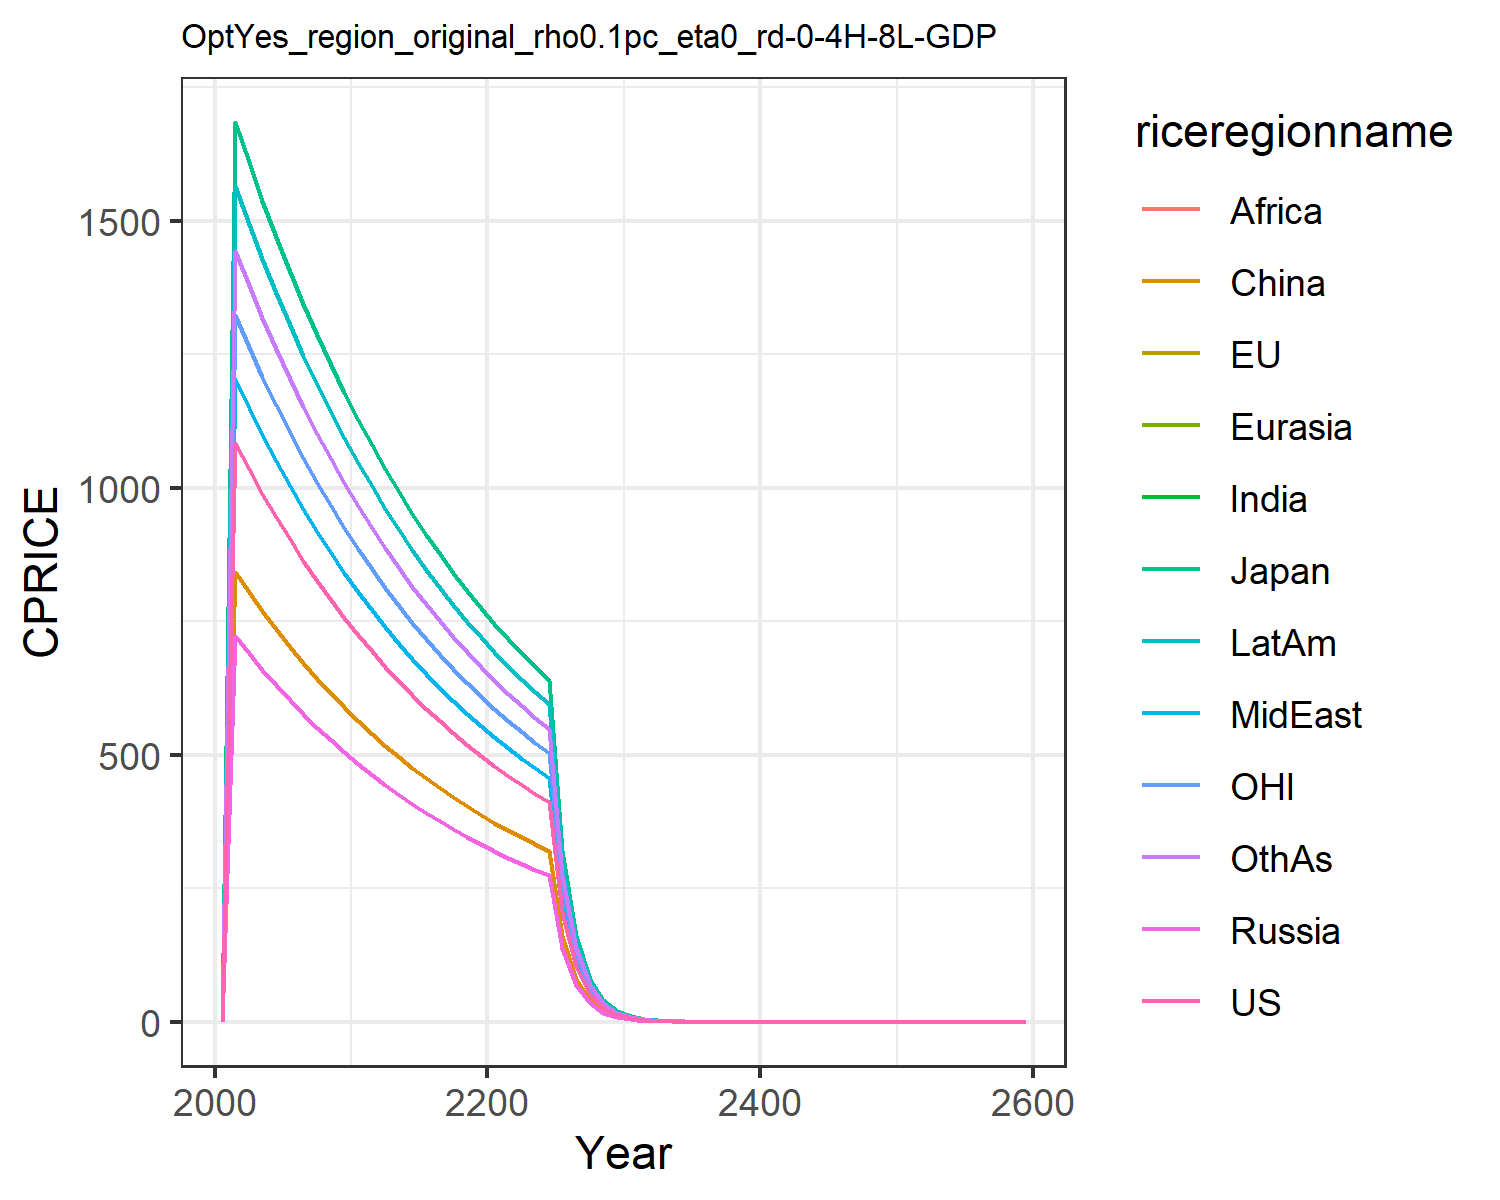 OptYes_region_original_rho0.1pc_eta0_rd-0-4H-8L-GDP
CPRICE
1500
1000
500
0
2000
2200
2400
2600
Year
riceregionname
Africa
China
EU
Eurasia
India
Japan
LatAm
MidEast
OHI
OthAs
Russia
US